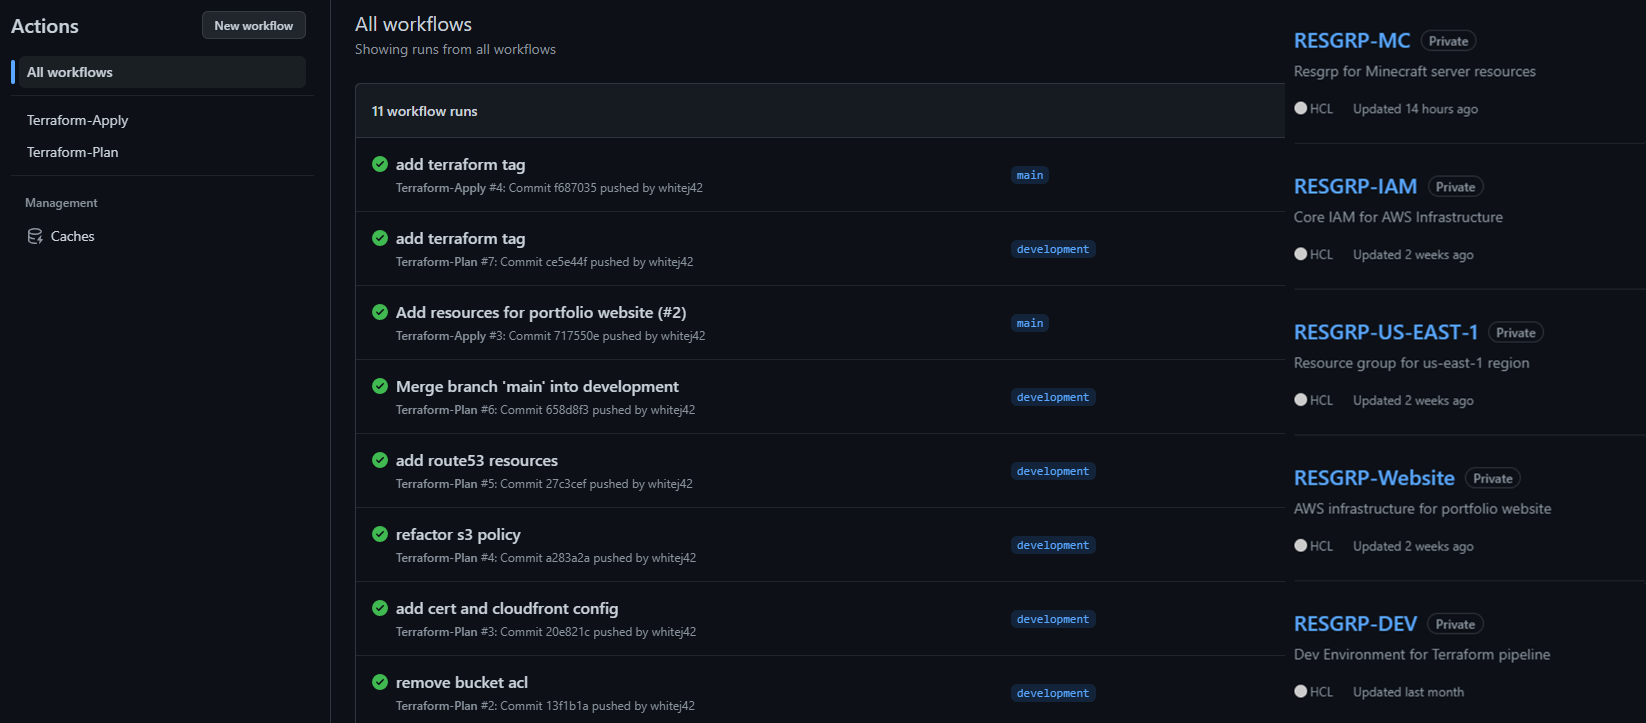 Actions
New workflow
All workflows
Terraform-Apply
Terraform-Plan
Management
Caches
All workflows
Showing runs from all workflows
11 workflow runs
add terraform tag
Terraform-Apply #4: Commit f687035 pushed by whitej42
main
add terraform tag
Terraform-Plan #7: Commit ce5e44f pushed by whitej42
development
Add resources for portfolio website (#2)
Terraform-Apply #3: Commit 717550e pushed by whitej42
main
Merge branch 'main' into development
Terraform-Plan #6: Commit 658d8f3 pushed by whitej42
development
add route53 resources
Terraform-Plan #5: Commit 27c3cef pushed by whitej42
development
refactor s3 policy
Terraform-Plan #4: Commit a283a2a pushed by whitej42
development
add cert and cloudfront config
Terraform-Plan #3: Commit 20e821c pushed by whitej42
development
remove bucket acl
Terraform-Plan #2: Commit 13f1b1a pushed by whitej42
development
RESGRP-MC Private
Resgrp for Minecraft server resources
HCL Updated 14 hours ago
RESGRP-IAM Private
Core IAM for AWS Infrastructure
HCL Updated 2 weeks ago
RESGRP-US-EAST-1 Private
Resource group for us-east-1 region
HCL Updated 2 weeks ago
RESGRP-Website Private
AWS infrastructure for portfolio website
HCL Updated 2 weeks ago
RESGRP-DEV Private
Dev Environment for Terraform pipeline
HCL Updated last month